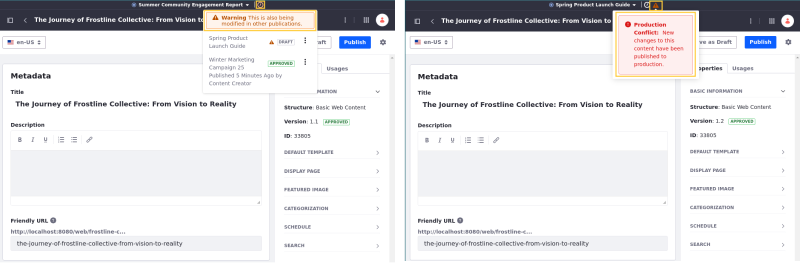 Summer Community Engagement Report
The Journey of Frostline Collective: From Vision to
Warning This is also being
modified in other publications.
en-US
Spring Product
Launch Guide
DRAFT
Winter Marketing
Campaign 25
APPROVED
Published 5 Minutes Ago by
Content Creator
Publish
Metadata
Usages
Title
The Journey of Frostline Collective: From Vision to Reality
Structure: Basic Web Content
Version: 1.1 APPROVED
ID: 33805
Description
B I U
DEFAULT TEMPLATE
DISPLAY PAGE
FEATURED IMAGE
CATEGORIZATION
SCHEDULE
SEARCH
Friendly URL
http://localhost:8080/web/frostline-c...
the-journey-of-frostline-collective-from-vision-to-reality
Spring Product Launch Guide
The Journey of Frostline Collective: From Vision to
Production
Conflict: New
changes to this
content have been
published to
production.
en-US
as Draft
Publish
Metadata
Usages
Title
The Journey of Frostline Collective: From Vision to Reality
BASIC INFORMATION
Structure: Basic Web Content
Version: 1.2 APPROVED
ID: 33805
Description
B I U
DEFAULT TEMPLATE
DISPLAY PAGE
FEATURED IMAGE
CATEGORIZATION
SCHEDULE
SEARCH
Friendly URL
http://localhost:8080/web/frostline-c...
the-journey-of-frostline-collective-from-vision-to-reality